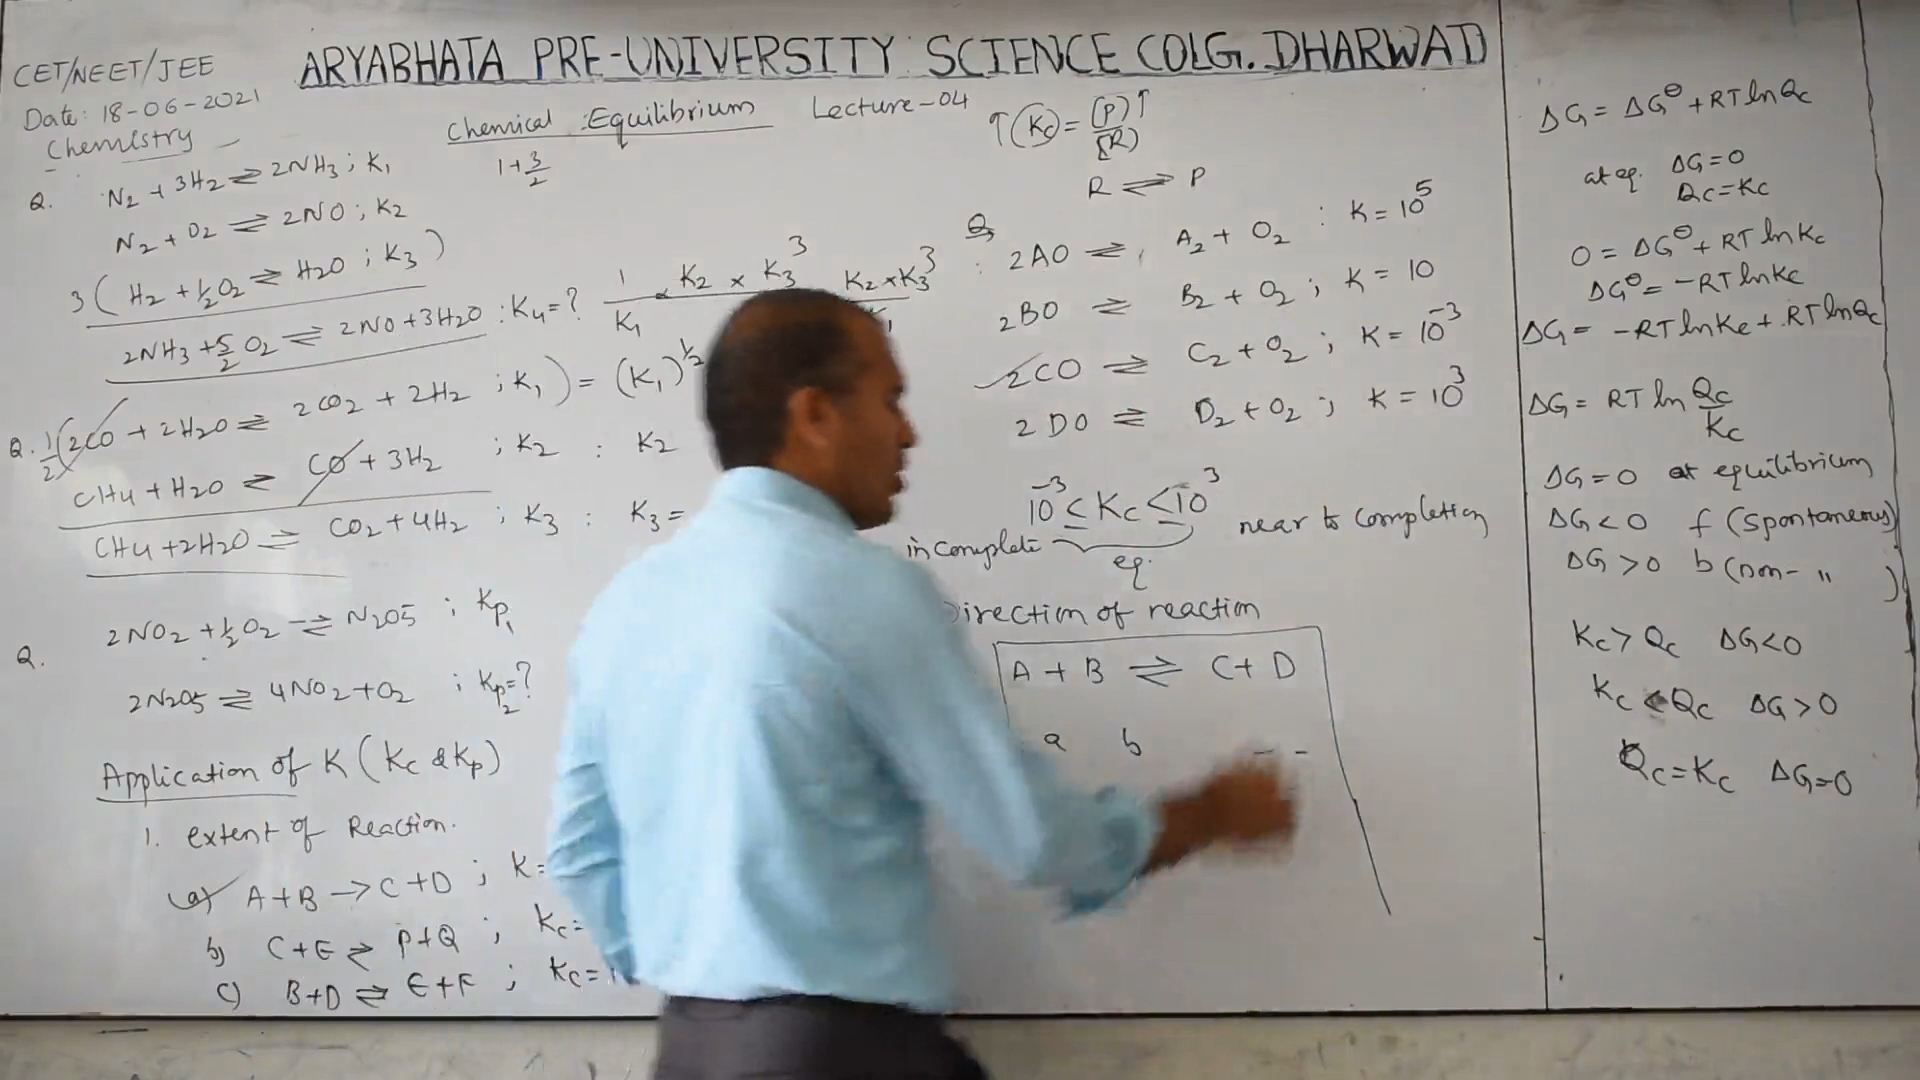 CET/NEET/JEE
ARYABHATA PRE-UNIVERSITY SCIENCE COLG. DHARWAD
Date: 18-06-2021
Chemistry
Chemical Equilibrium Lecture-04
1+3/2
Q. N2 + 3H2 ⇌ 2NH3 ; K1
N2 + O2 ⇌ 2NO ; K2
3 ( H2 + 1/2 O2 ⇌ H2O ; K3 )
2NH3 + 5/2 O2 ⇌ 2NO + 3H2O : K4 = ?
1/K1 × K2 × K3^3 K2×K3^3
Q. 1/2 ( 2CO + 2H2O ⇌ 2CO2 + 2H2 ; K1 ) = (K1)^1/2
CH4 + H2O ⇌ CO + 3H2 ; K2 : K2
CH4 + 2H2O ⇌ CO2 + 4H2 ; K3 : K3 =
Q. 2NO2 + 1/2 O2 ⇌ N2O5 ; Kp1
2N2O5 ⇌ 4NO2 + O2 ; Kp2 = ?
Application of K ( Kc & Kp )
1. extent of Reaction.
a) A + B → C + D ; K =
b) C + E ⇌ P + Q ; Kc =
c) B + D ⇌ E + F ; Kc = 1
↑(Kc) = [P]↑/[R]
R ⇌ P
Q 2AO ⇌ A2 + O2 : K = 10^5
2BO ⇌ B2 + O2 ; K = 10
2CO ⇌ C2 + O2 ; K = 10^-3
2DO ⇌ D2 + O2 ; K = 10^3
10^-3 ≤ Kc ≤ 10^3
incomplete eq. near to completion
Direction of reaction
A + B ⇌ C + D
a b - -
ΔG = ΔG⊖ + RT ln Qc
at eq. ΔG = 0
Qc = Kc
0 = ΔG⊖ + RT ln Kc
ΔG⊖ = -RT ln Kc
ΔG = -RT ln Kc + RT ln Qc
ΔG = RT ln Qc/Kc
ΔG = 0 at equilibrium
ΔG < 0 f (spontaneous)
ΔG > 0 b (non- " )
Kc > Qc ΔG < 0
Kc < Qc ΔG > 0
Qc = Kc ΔG = 0